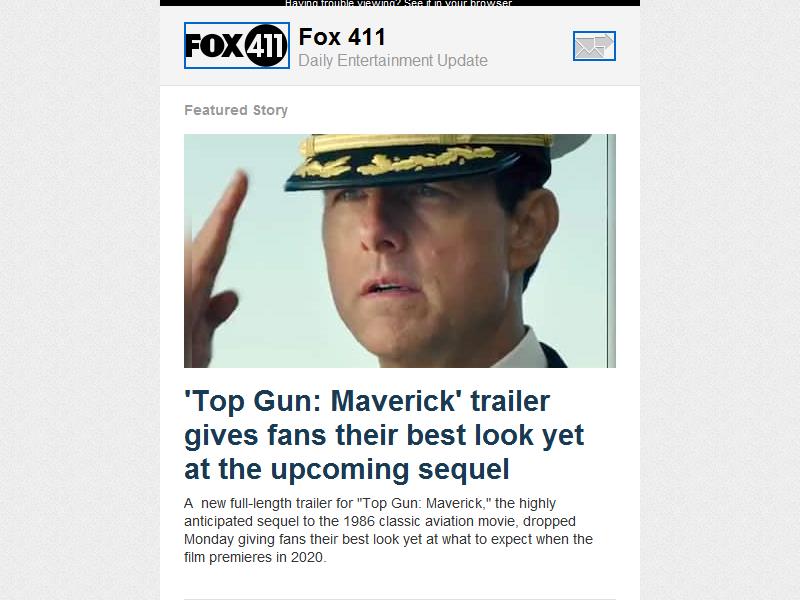 Having trouble viewing? See it in your browser
FOX 411
Fox 411
Daily Entertainment Update
Featured Story
'Top Gun: Maverick' trailer
gives fans their best look yet
at the upcoming sequel
A  new full-length trailer for "Top Gun: Maverick," the highly
anticipated sequel to the 1986 classic aviation movie, dropped
Monday giving fans their best look yet at what to expect when the
film premieres in 2020.